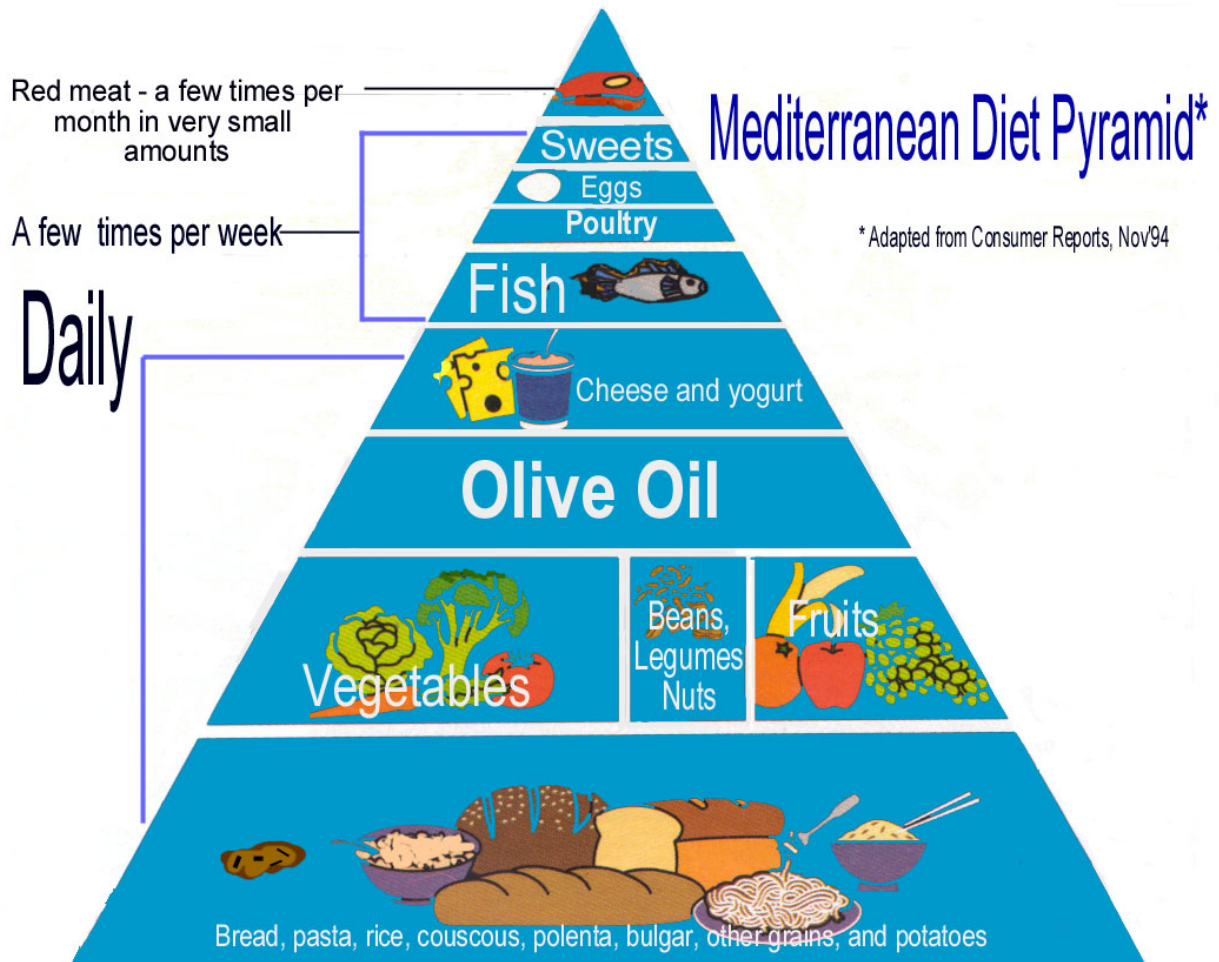 Red meat - a few times per
month in very small
amounts
Mediterranean Diet Pyramid*
* Adapted from Consumer Reports, Nov'94
Sweets
Eggs
Poultry
A few times per week
Fish
Daily
Cheese and yogurt
Olive Oil
Vegetables
Beans,
Legumes
Nuts
Fruits
Bread, pasta, rice, couscous, polenta, bulgar, other grains, and potatoes